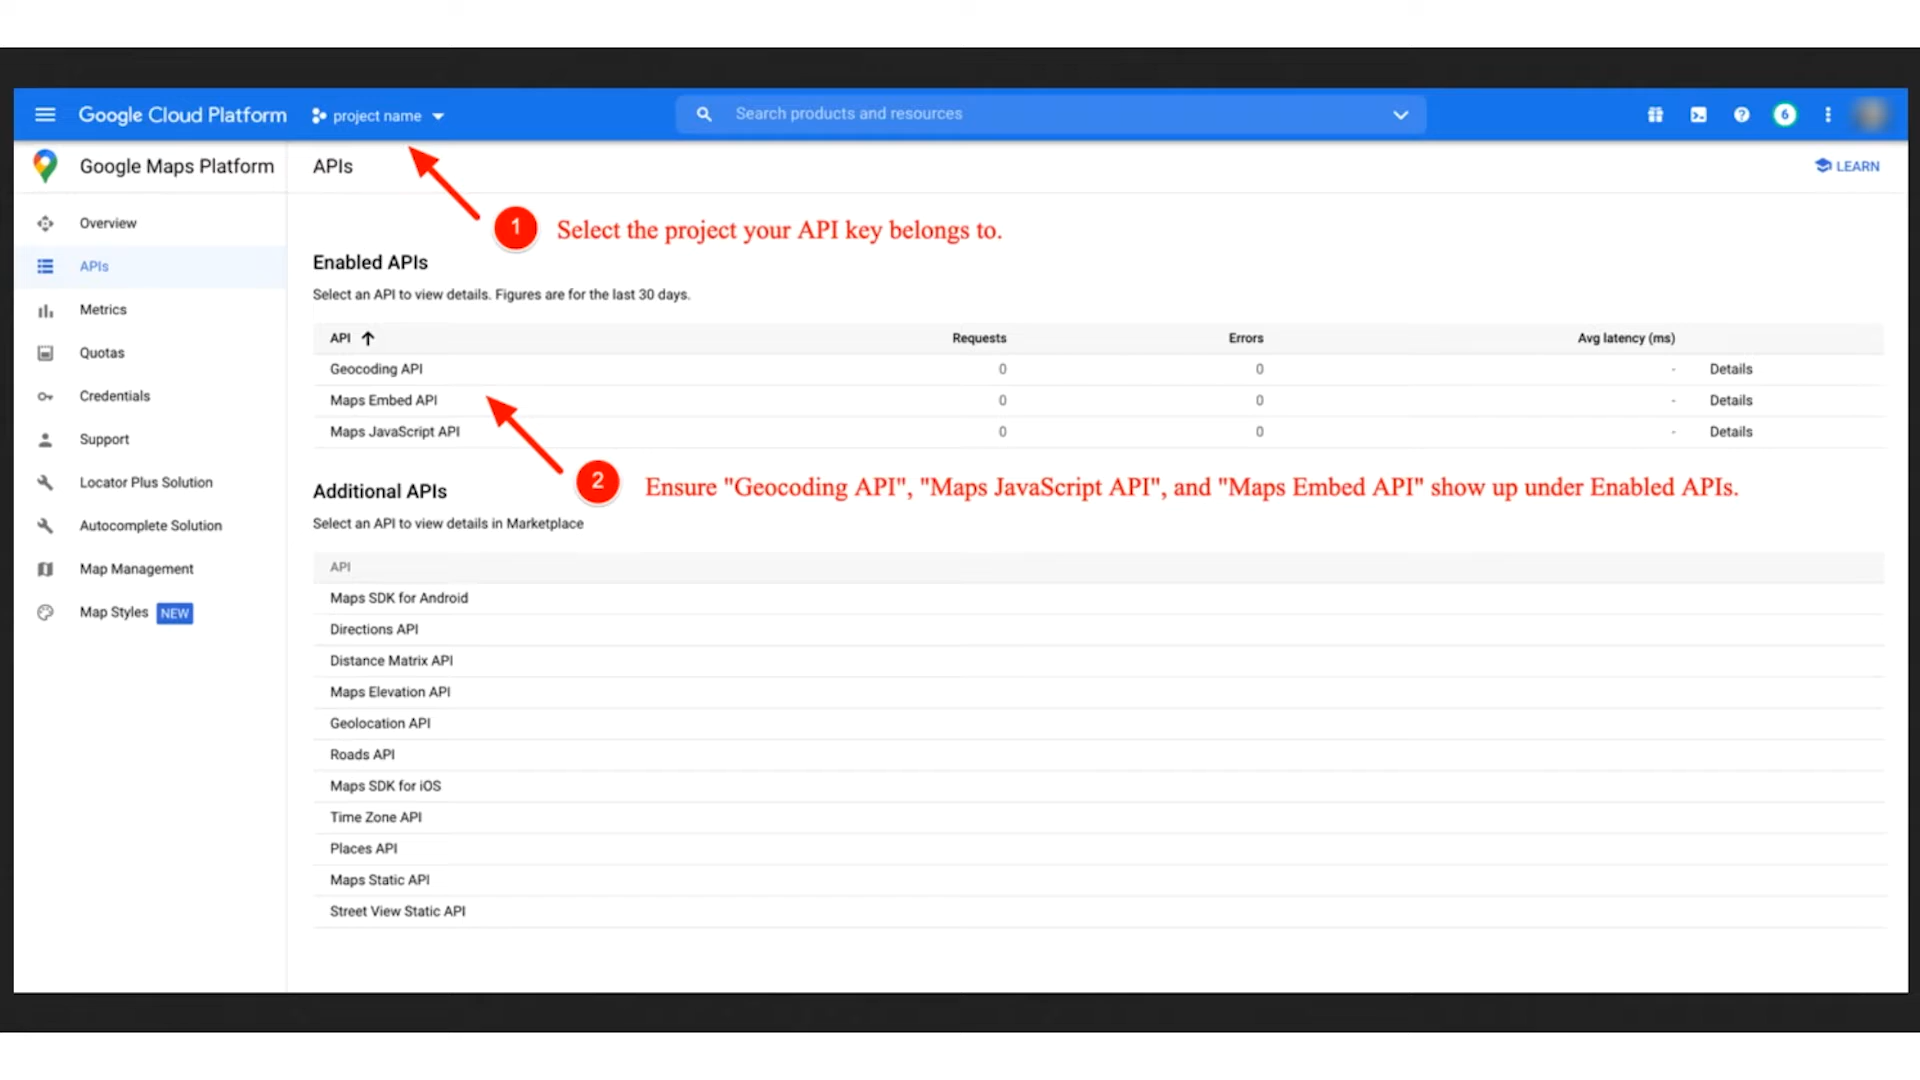 Google Cloud Platform
project name
Search products and resources
6
Google Maps Platform
APIs
LEARN
Overview
APIs
Metrics
Quotas
Credentials
Support
Locator Plus Solution
Autocomplete Solution
Map Management
Map Styles NEW
1 Select the project your API key belongs to.
Enabled APIs
Select an API to view details. Figures are for the last 30 days.
API Requests Errors Avg latency (ms)
Geocoding API 0 0 - Details
Maps Embed API 0 0 - Details
Maps JavaScript API 0 0 - Details
2 Ensure "Geocoding API", "Maps JavaScript API", and "Maps Embed API" show up under Enabled APIs.
Additional APIs
Select an API to view details in Marketplace
API
Maps SDK for Android
Directions API
Distance Matrix API
Maps Elevation API
Geolocation API
Roads API
Maps SDK for iOS
Time Zone API
Places API
Maps Static API
Street View Static API